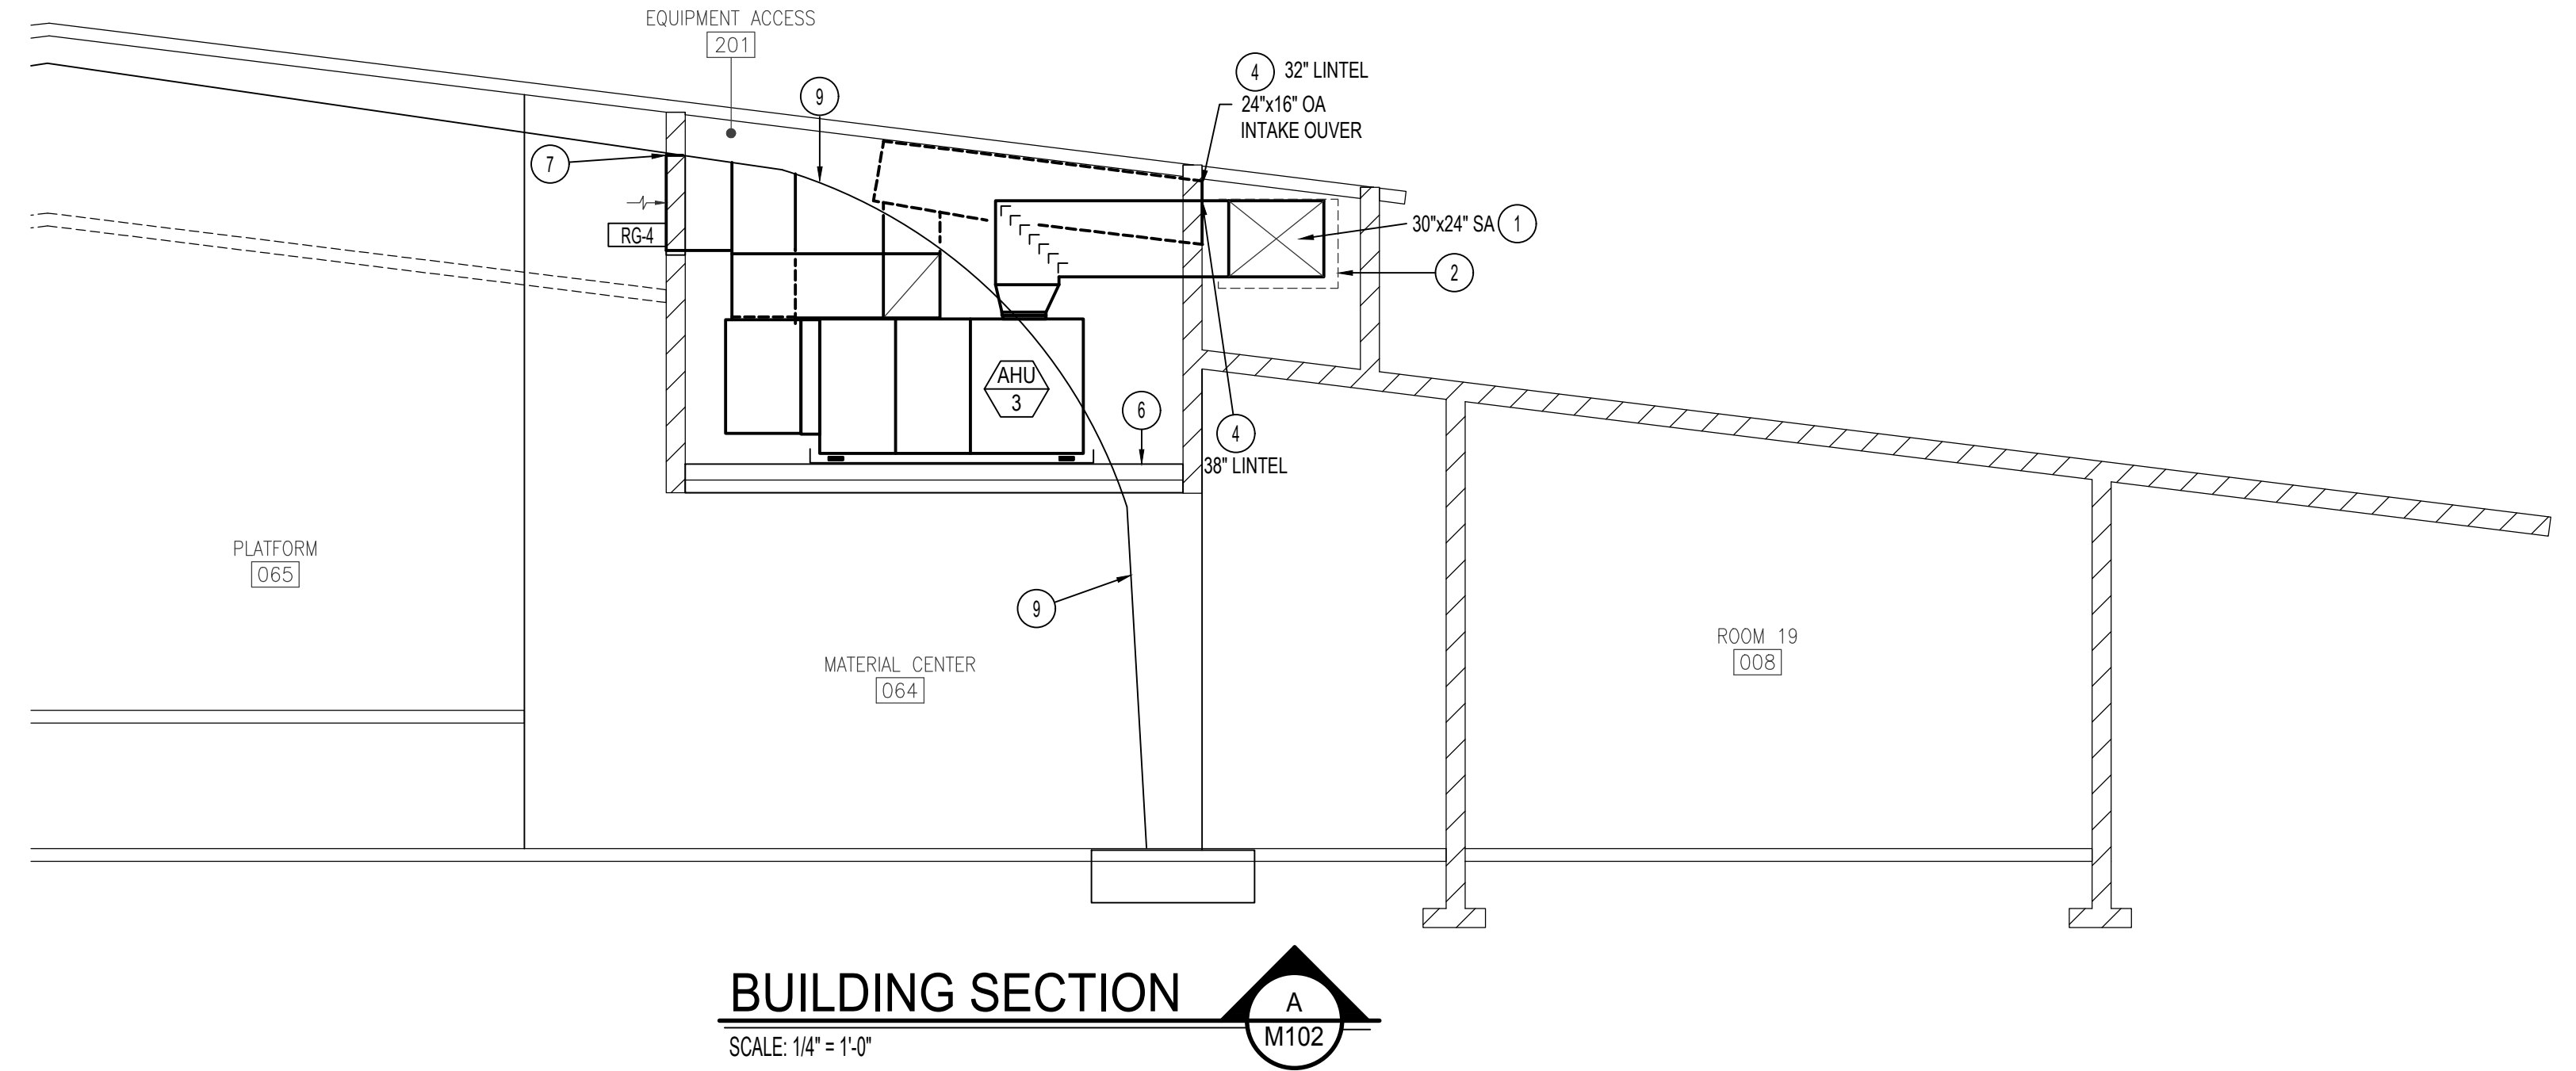 EQUIPMENT ACCESS
201
9
4 32" LINTEL
24"x16" OA
INTAKE OUVER
7
RG-4
30"x24" SA 1
2
AHU
3
6
4
38" LINTEL
PLATFORM
065
9
MATERIAL CENTER
064
ROOM 19
008
BUILDING SECTION
A
M102
SCALE: 1/4" = 1'-0"